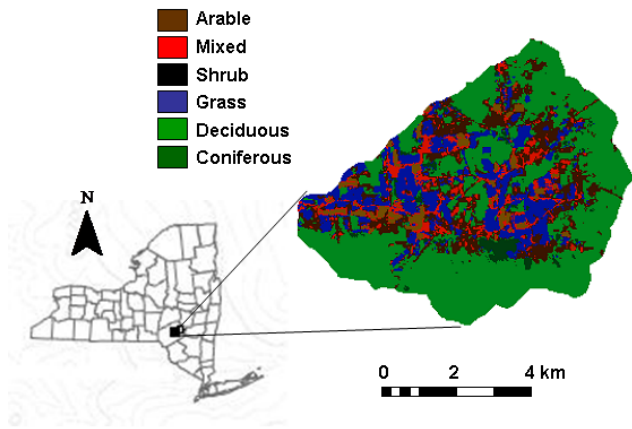 Arable
Mixed
Shrub
Grass
Deciduous
Coniferous
N
0 2 4 km